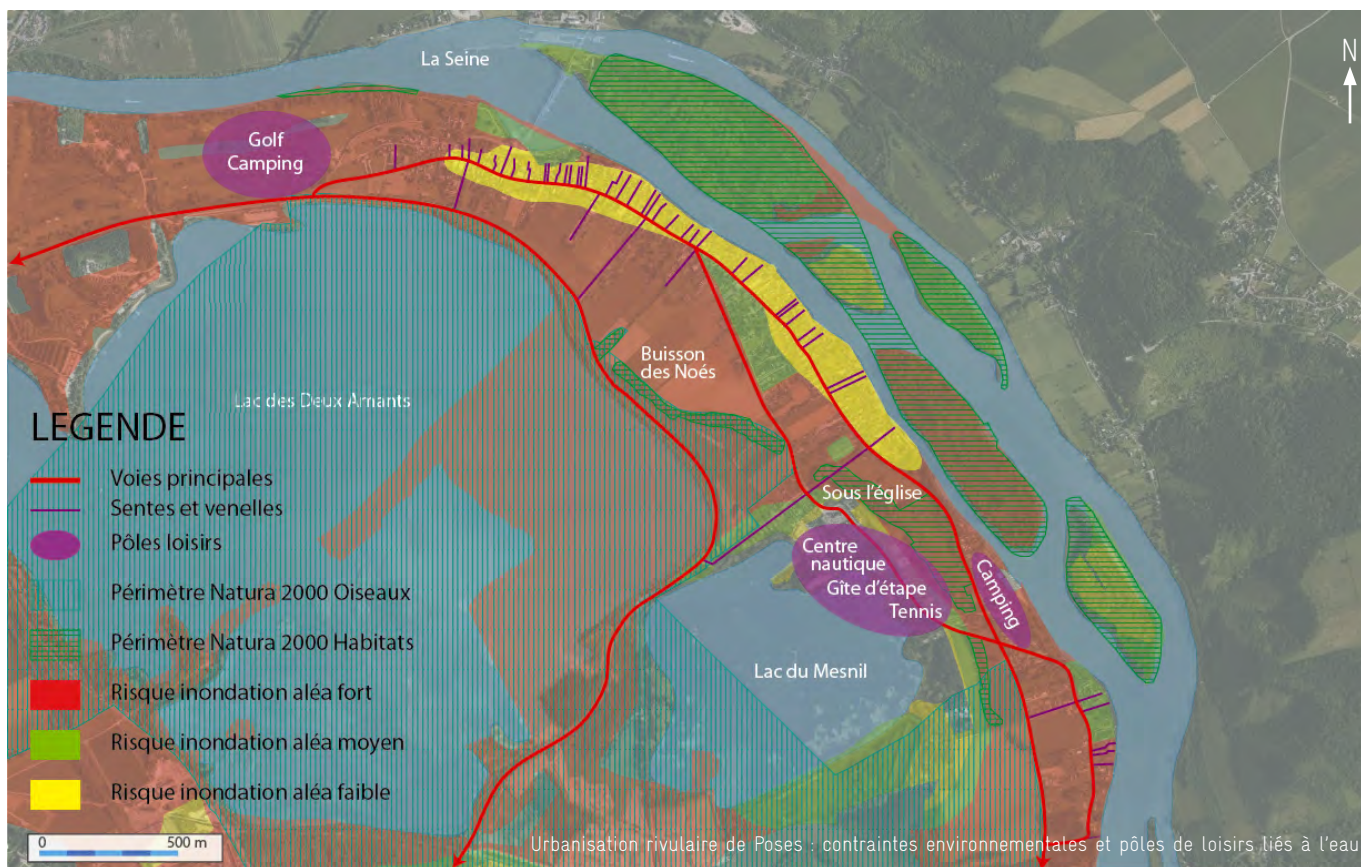 La Seine
N
Golf
Camping
Buisson
des Noés
Lac des Deux Amants
LEGENDE
Voies principales
Sentes et venelles
Pôles loisirs
Périmètre Natura 2000 Oiseaux
Périmètre Natura 2000 Habitats
Risque inondation aléa fort
Risque inondation aléa moyen
Risque inondation aléa faible
Sous l'église
Centre
nautique
Gîte d'étape
Tennis
Camping
Lac du Mesnil
0 500 m
Urbanisation rivulaire de Poses : contraintes environnementales et pôles de loisirs liés à l'eau